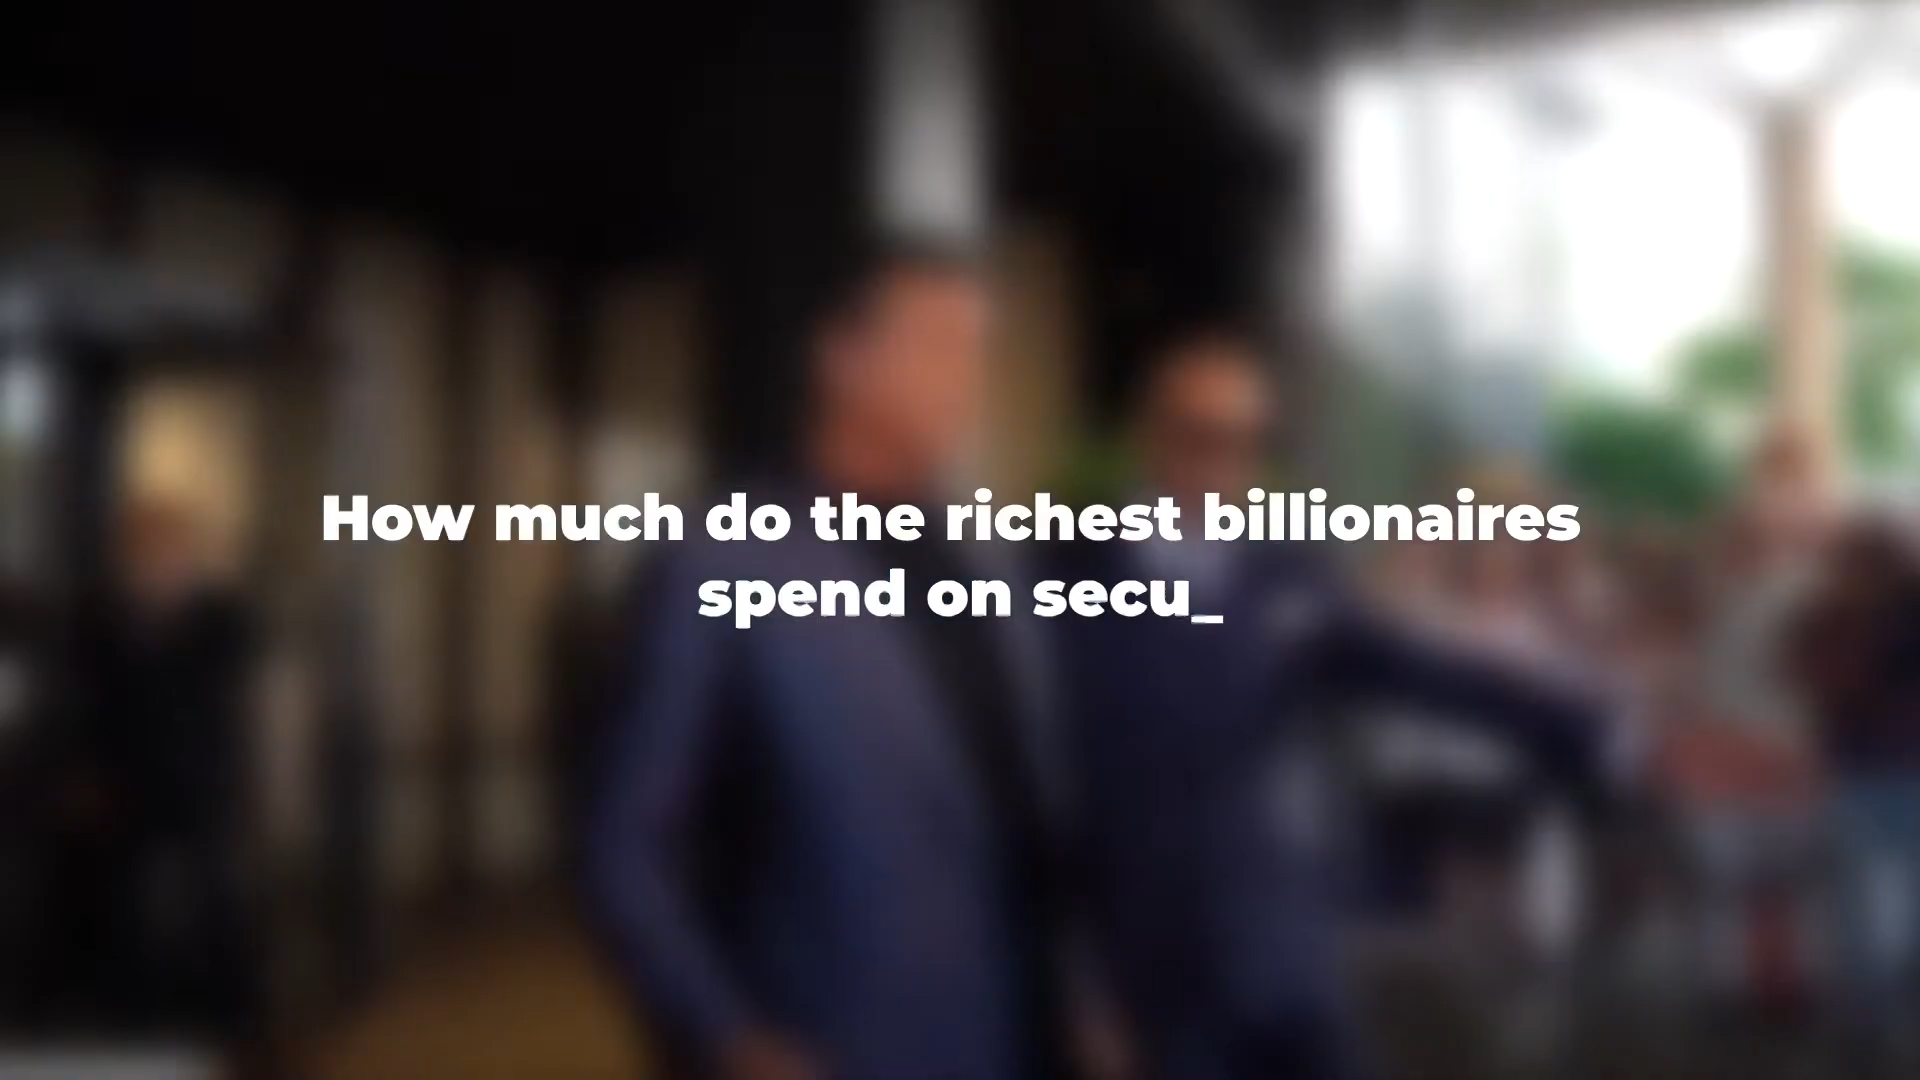 How much do the richest billionaires
spend on secu_